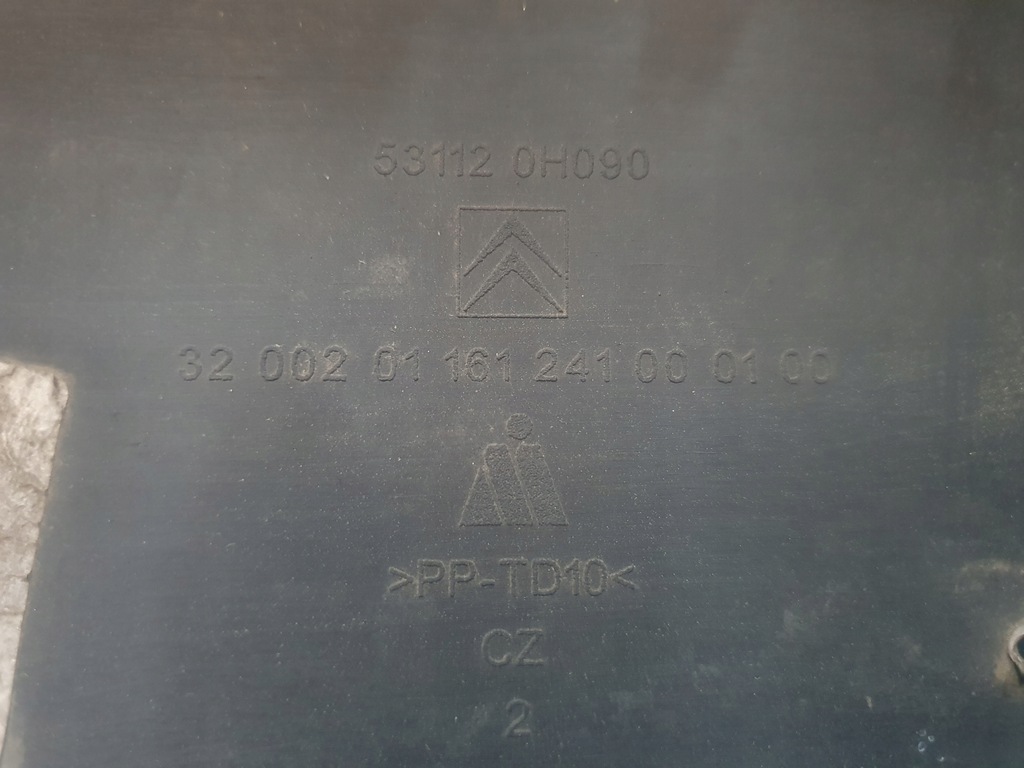 53112 0H090
32 002 01 161 241 00 01 00
>PP-TD10<
CZ
2